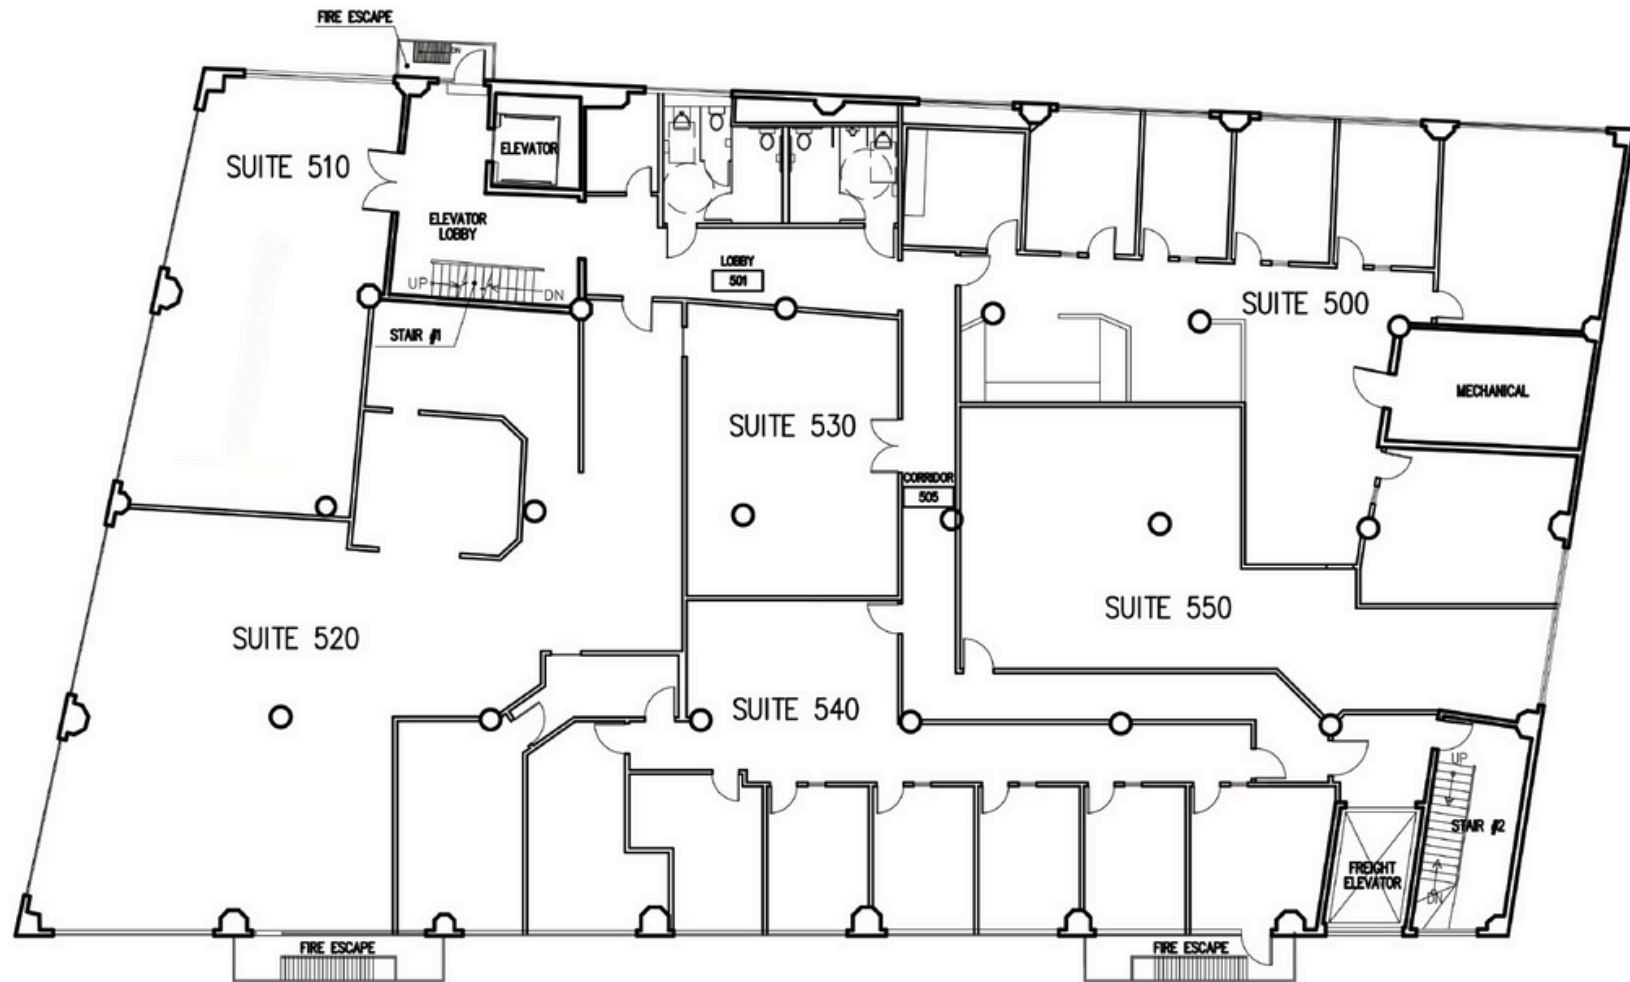 FIRE ESCAPE
DN
SUITE 510
ELEVATOR
ELEVATOR
LOBBY
LOBBY
501
UP
DN
STAIR #1
SUITE 500
MECHANICAL
SUITE 530
CORRIDOR
505
SUITE 520
SUITE 550
SUITE 540
UP
STAIR #2
FREIGHT
ELEVATOR
DN
FIRE ESCAPE
FIRE ESCAPE